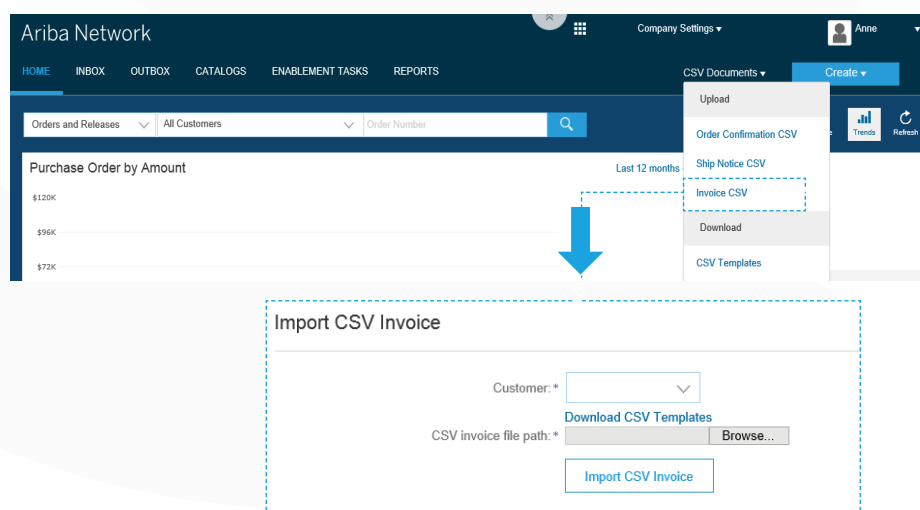 Ariba Network
Company Settings
Anne
HOME INBOX OUTBOX CATALOGS ENABLEMENT TASKS REPORTS
CSV Documents
Create
Upload
Orders and Releases
All Customers
Order Number
Order Confirmation CSV
Trends
Refresh
Purchase Order by Amount
Last 12 months
Ship Notice CSV
$120K
Invoice CSV
$96K
Download
$72K
CSV Templates
Import CSV Invoice
Customer:*
Download CSV Templates
CSV invoice file path:*
Browse...
Import CSV Invoice